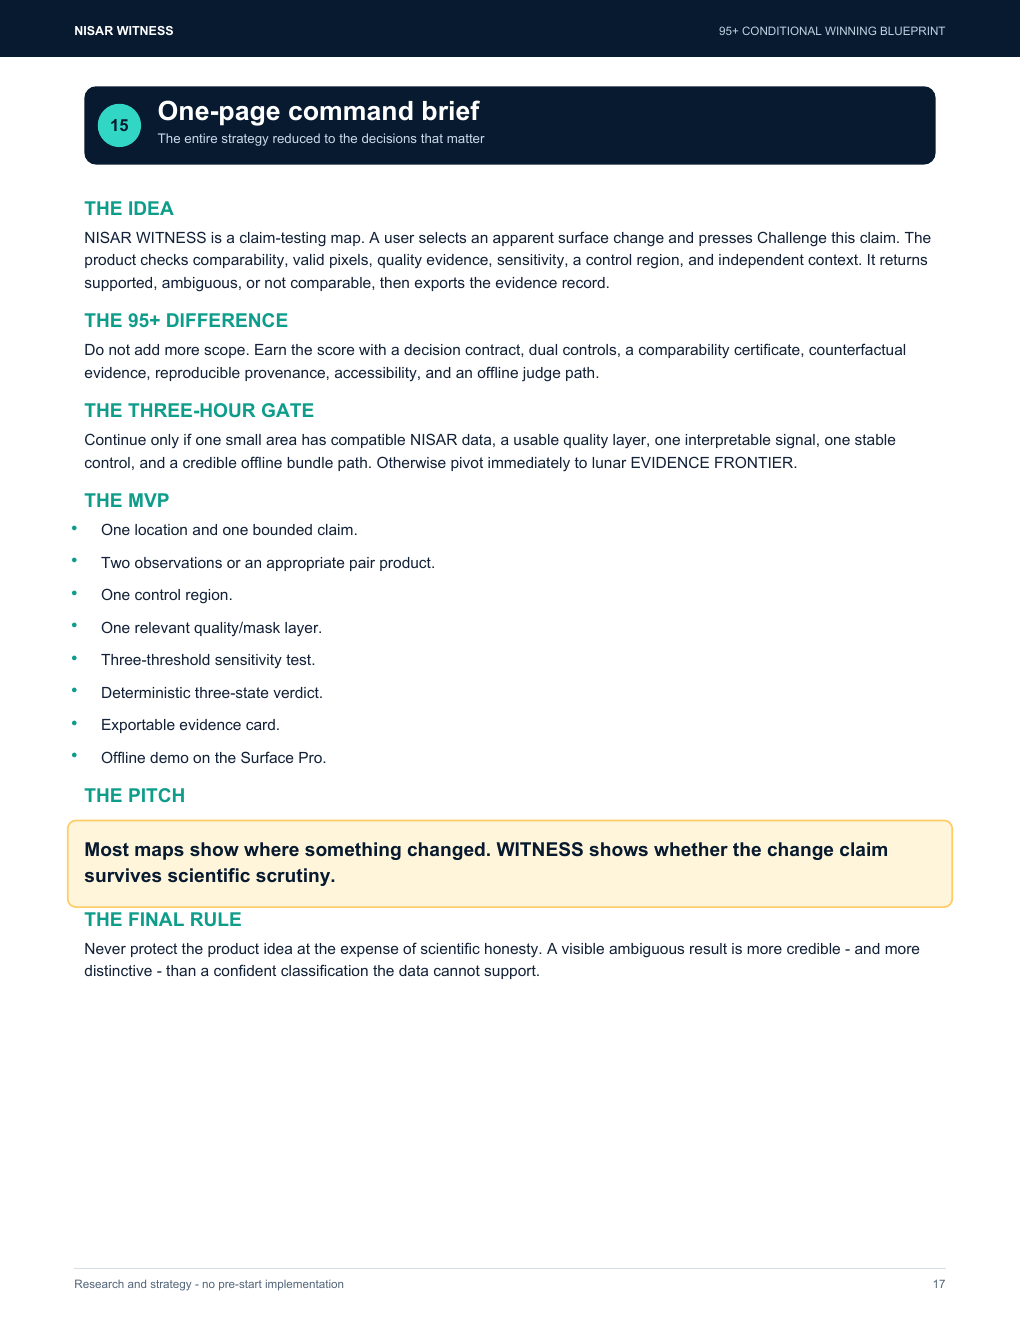 NISAR WITNESS
95+ CONDITIONAL WINNING BLUEPRINT
15
One-page command brief
The entire strategy reduced to the decisions that matter
THE IDEA
NISAR WITNESS is a claim-testing map. A user selects an apparent surface change and presses Challenge this claim. The
product checks comparability, valid pixels, quality evidence, sensitivity, a control region, and independent context. It returns
supported, ambiguous, or not comparable, then exports the evidence record.
THE 95+ DIFFERENCE
Do not add more scope. Earn the score with a decision contract, dual controls, a comparability certificate, counterfactual
evidence, reproducible provenance, accessibility, and an offline judge path.
THE THREE-HOUR GATE
Continue only if one small area has compatible NISAR data, a usable quality layer, one interpretable signal, one stable
control, and a credible offline bundle path. Otherwise pivot immediately to lunar EVIDENCE FRONTIER.
THE MVP
• One location and one bounded claim.
• Two observations or an appropriate pair product.
• One control region.
• One relevant quality/mask layer.
• Three-threshold sensitivity test.
• Deterministic three-state verdict.
• Exportable evidence card.
• Offline demo on the Surface Pro.
THE PITCH
Most maps show where something changed. WITNESS shows whether the change claim
survives scientific scrutiny.
THE FINAL RULE
Never protect the product idea at the expense of scientific honesty. A visible ambiguous result is more credible - and more
distinctive - than a confident classification the data cannot support.
Research and strategy - no pre-start implementation
17